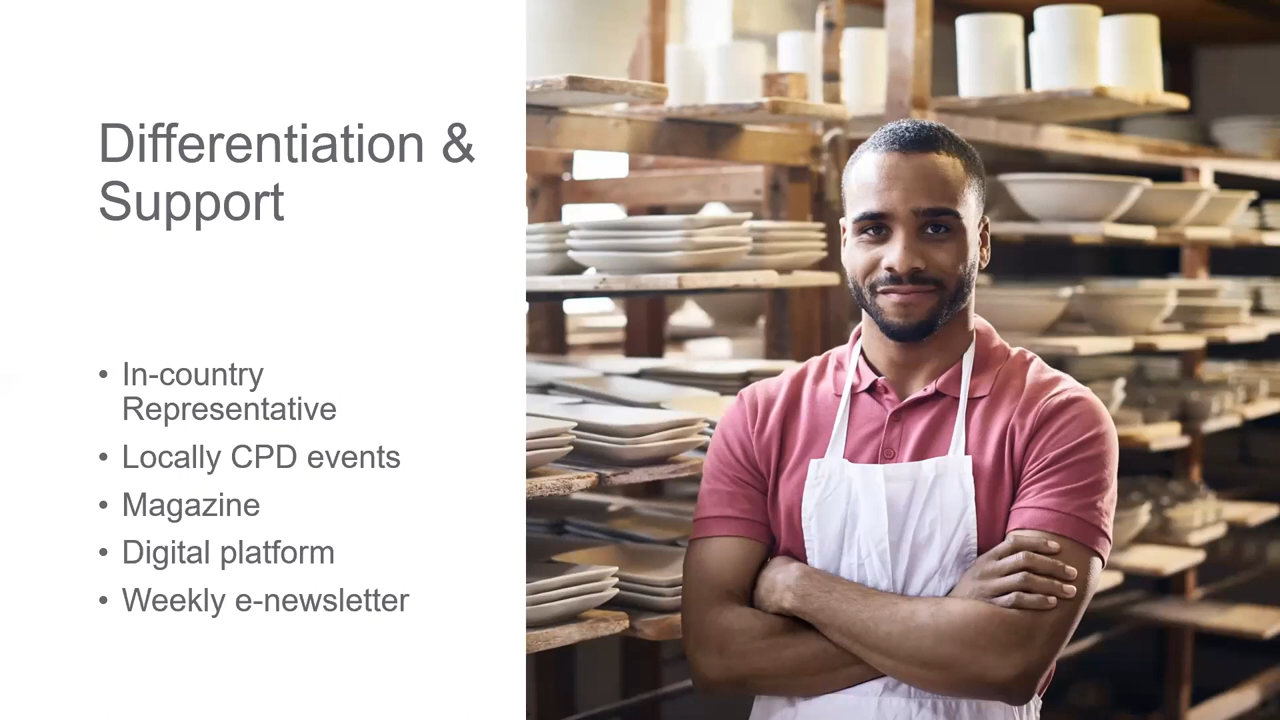 Differentiation &
Support
• In-country
Representative
• Locally CPD events
• Magazine
• Digital platform
• Weekly e-newsletter